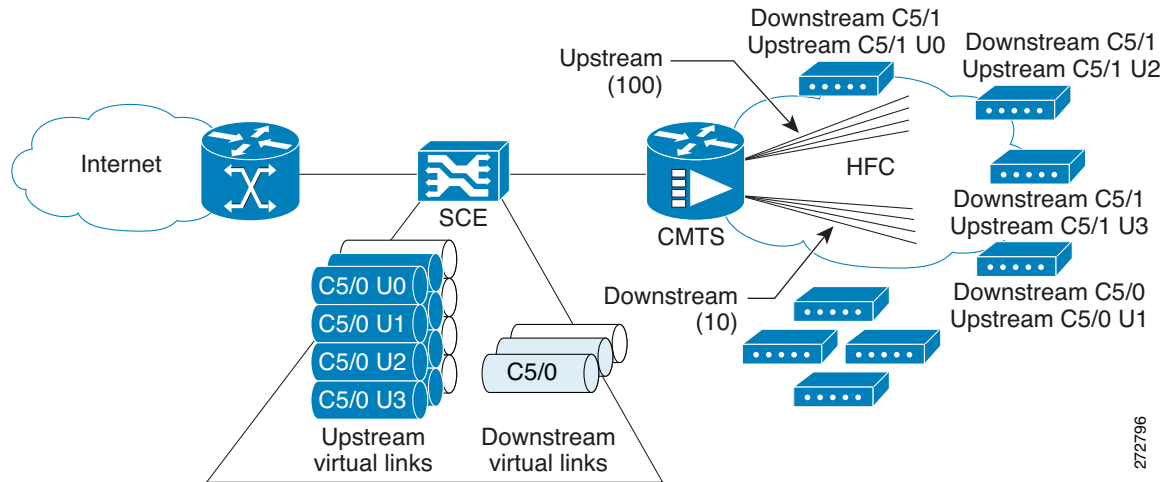 Downstream C5/1
Upstream C5/1 U0
Downstream C5/1
Upstream C5/1 U2
Upstream
(100)
Internet
HFC
SCE
CMTS
Downstream C5/1
Upstream C5/1 U3
C5/0 U0
C5/0 U1
C5/0 U2
C5/0 U3
C5/0
Downstream
(10)
Downstream C5/0
Upstream C5/0 U1
Upstream
virtual links
Downstream
virtual links
272796